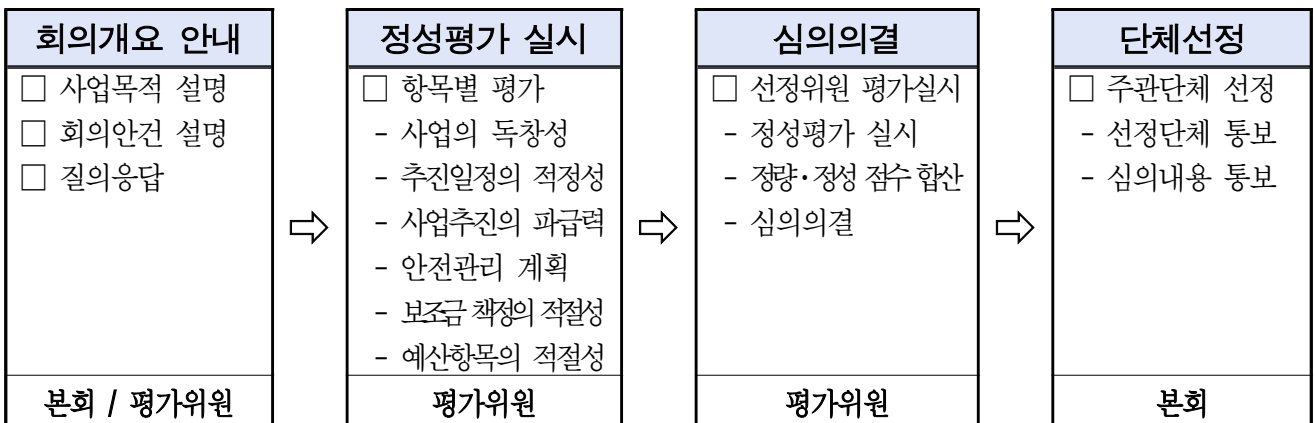 회의개요 안내
□ 사업목적 설명
□ 회의안건 설명
□ 질의응답
본회 / 평가위원
⇨
정성평가 실시
□ 항목별 평가
- 사업의 독창성
- 추진일정의 적정성
- 사업추진의 파급력
- 안전관리 계획
- 보조금 책정의 적절성
- 예산항목의 적절성
평가위원
⇨
심의의결
□ 선정위원 평가실시
- 정성평가 실시
- 정량·정성 점수 합산
- 심의의결
평가위원
⇨
단체선정
□ 주관단체 선정
- 선정단체 통보
- 심의내용 통보
본회